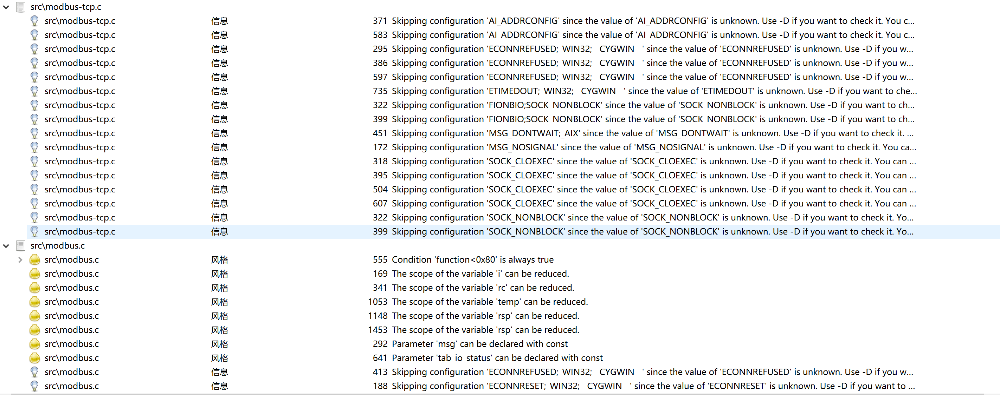 src\modbus-tcp.c
src\modbus-tcp.c 信息 371 Skipping configuration 'AI_ADDRCONFIG' since the value of 'AI_ADDRCONFIG' is unknown. Use -D if you want to check it. You c...
src\modbus-tcp.c 信息 583 Skipping configuration 'AI_ADDRCONFIG' since the value of 'AI_ADDRCONFIG' is unknown. Use -D if you want to check it. You c...
src\modbus-tcp.c 信息 295 Skipping configuration 'ECONNREFUSED;_WIN32;__CYGWIN__' since the value of 'ECONNREFUSED' is unknown. Use -D if you w...
src\modbus-tcp.c 信息 386 Skipping configuration 'ECONNREFUSED;_WIN32;__CYGWIN__' since the value of 'ECONNREFUSED' is unknown. Use -D if you w...
src\modbus-tcp.c 信息 597 Skipping configuration 'ECONNREFUSED;_WIN32;__CYGWIN__' since the value of 'ECONNREFUSED' is unknown. Use -D if you w...
src\modbus-tcp.c 信息 735 Skipping configuration 'ETIMEDOUT;_WIN32;__CYGWIN__' since the value of 'ETIMEDOUT' is unknown. Use -D if you want to che...
src\modbus-tcp.c 信息 322 Skipping configuration 'FIONBIO;SOCK_NONBLOCK' since the value of 'SOCK_NONBLOCK' is unknown. Use -D if you want to ch...
src\modbus-tcp.c 信息 399 Skipping configuration 'FIONBIO;SOCK_NONBLOCK' since the value of 'SOCK_NONBLOCK' is unknown. Use -D if you want to ch...
src\modbus-tcp.c 信息 451 Skipping configuration 'MSG_DONTWAIT;_AIX' since the value of 'MSG_DONTWAIT' is unknown. Use -D if you want to check it. ...
src\modbus-tcp.c 信息 172 Skipping configuration 'MSG_NOSIGNAL' since the value of 'MSG_NOSIGNAL' is unknown. Use -D if you want to check it. You ca...
src\modbus-tcp.c 信息 318 Skipping configuration 'SOCK_CLOEXEC' since the value of 'SOCK_CLOEXEC' is unknown. Use -D if you want to check it. You can ...
src\modbus-tcp.c 信息 395 Skipping configuration 'SOCK_CLOEXEC' since the value of 'SOCK_CLOEXEC' is unknown. Use -D if you want to check it. You can ...
src\modbus-tcp.c 信息 504 Skipping configuration 'SOCK_CLOEXEC' since the value of 'SOCK_CLOEXEC' is unknown. Use -D if you want to check it. You can ...
src\modbus-tcp.c 信息 607 Skipping configuration 'SOCK_CLOEXEC' since the value of 'SOCK_CLOEXEC' is unknown. Use -D if you want to check it. You can ...
src\modbus-tcp.c 信息 322 Skipping configuration 'SOCK_NONBLOCK' since the value of 'SOCK_NONBLOCK' is unknown. Use -D if you want to check it. Yo...
src\modbus-tcp.c 信息 399 Skipping configuration 'SOCK_NONBLOCK' since the value of 'SOCK_NONBLOCK' is unknown. Use -D if you want to check it. Yo...
src\modbus.c
src\modbus.c 风格 555 Condition 'function<0x80' is always true
src\modbus.c 风格 169 The scope of the variable 'i' can be reduced.
src\modbus.c 风格 341 The scope of the variable 'rc' can be reduced.
src\modbus.c 风格 1053 The scope of the variable 'temp' can be reduced.
src\modbus.c 风格 1148 The scope of the variable 'rsp' can be reduced.
src\modbus.c 风格 1453 The scope of the variable 'rsp' can be reduced.
src\modbus.c 风格 292 Parameter 'msg' can be declared with const
src\modbus.c 风格 641 Parameter 'tab_io_status' can be declared with const
src\modbus.c 信息 413 Skipping configuration 'ECONNREFUSED;_WIN32;__CYGWIN__' since the value of 'ECONNREFUSED' is unknown. Use -D if you w...
src\modbus.c 信息 188 Skipping configuration 'ECONNRESET;_WIN32;__CYGWIN__' since the value of 'ECONNRESET' is unknown. Use -D if you want to ...